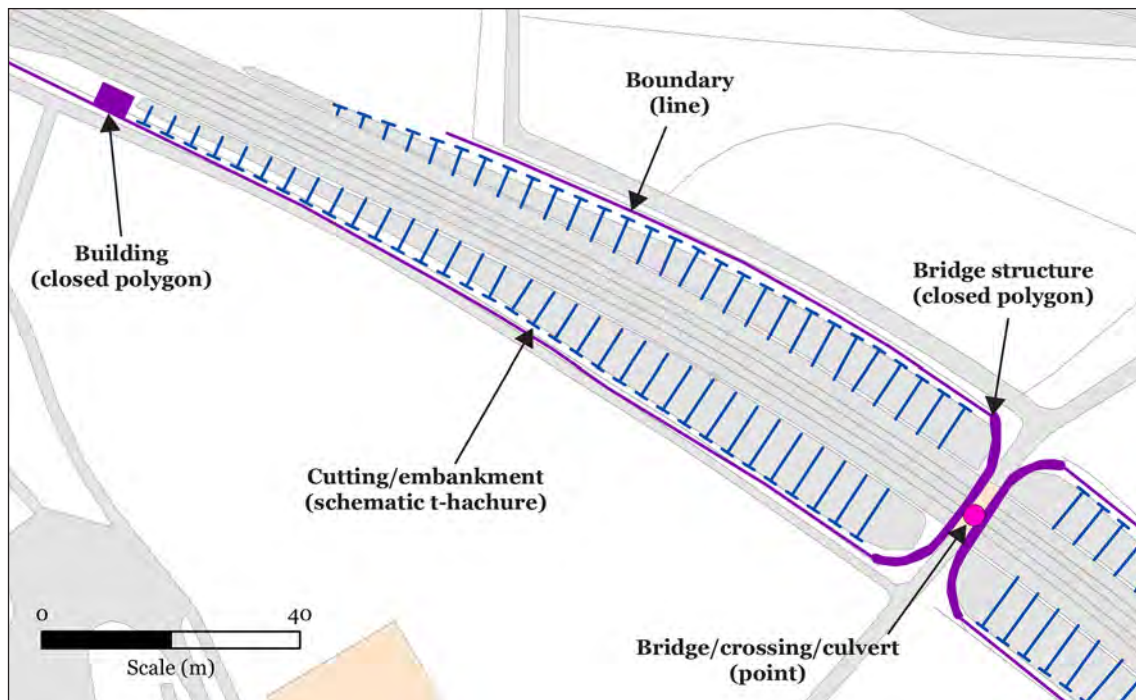 Boundary
(line)
Building
(closed polygon)
Bridge structure
(closed polygon)
Cutting/embankment
(schematic t-hachure)
0
40
Scale (m)
Bridge/crossing/culvert
(point)